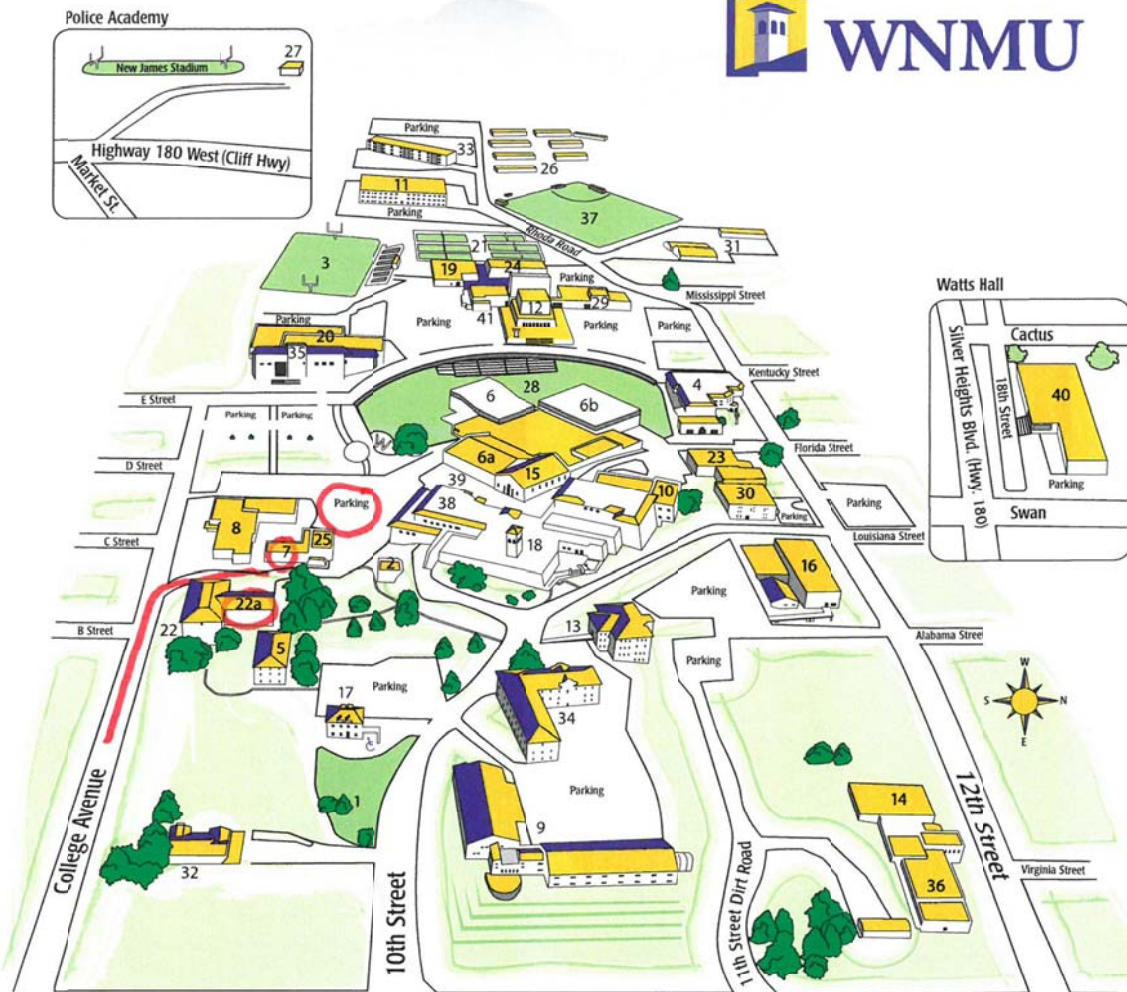 Police Academy
WNMU
27
New James Stadium
Highway 180 West (Cliff Hwy)
Market St.
Parking
33
26
11
Parking
37
Rhoda Road
31
3
21
19
24
Parking
Mississippi Street
12
29
41
Parking
Parking
Parking
Parking
20
35
Watts Hall
Cactus
Silver Heights Blvd. (Hwy. 180)
18th Street
40
Parking
Swan
28
4
Kentucky Street
E Street
6
6b
Parking
Parking
W
Florida Street
D Street
6a
15
23
39
10
30
Parking
Parking
Parking
38
8
25
7
18
Louisiana Street
C Street
2
16
22a
Parking
22
13
B Street
Alabama Street
5
Parking
Parking
17
34
W
S
N
E
1
Parking
14
9
College Avenue
32
10th Street
11th Street Dirt Road
12th Street
36
Virginia Street